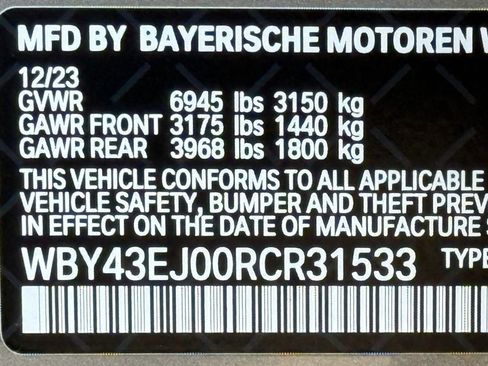 MFD BY BAYERISCHE MOTOREN
12/23
GVWR 6945 lbs 3150 kg
GAWR FRONT 3175 lbs 1440 kg
GAWR REAR 3968 lbs 1800 kg
THIS VEHICLE CONFORMS TO ALL APPLICABLE
VEHICLE SAFETY, BUMPER AND THEFT PREV
IN EFFECT ON THE DATE OF MANUFACTURE
WBY43EJ00RCR31533 TYPE